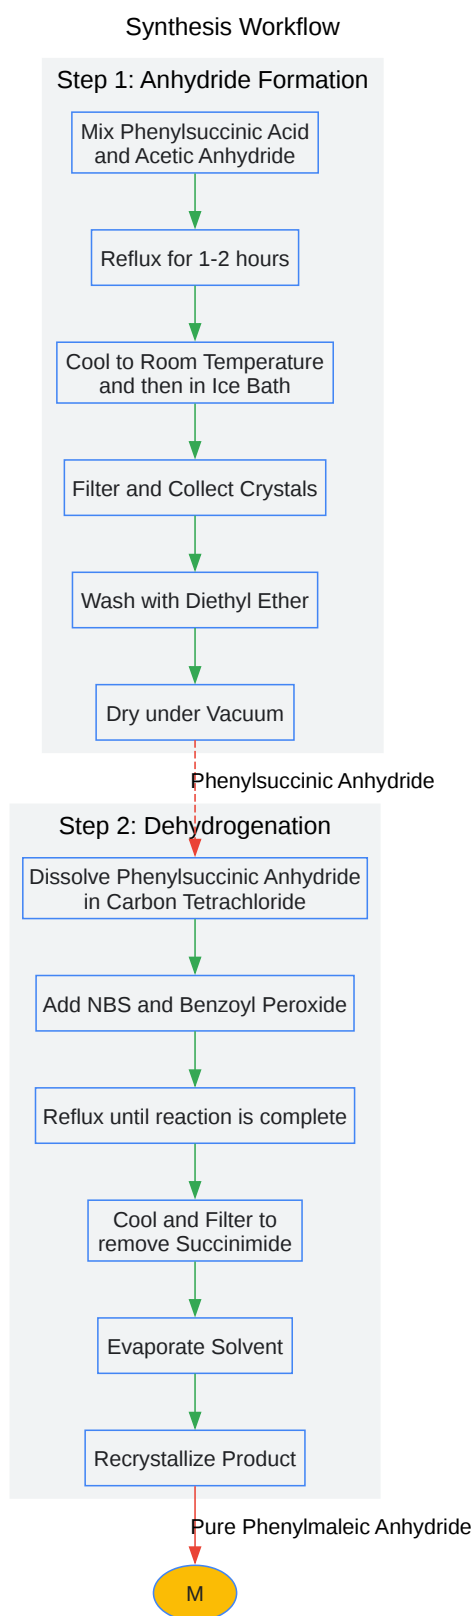 Synthesis Workflow
Step 1: Anhydride Formation
Mix Phenylsuccinic Acid
and Acetic Anhydride
Reflux for 1-2 hours
Cool to Room Temperature
and then in Ice Bath
Filter and Collect Crystals
Wash with Diethyl Ether
Dry under Vacuum
Phenylsuccinic Anhydride
Step 2: Dehydrogenation
Dissolve Phenylsuccinic Anhydride
in Carbon Tetrachloride
Add NBS and Benzoyl Peroxide
Reflux until reaction is complete
Cool and Filter to
remove Succinimide
Evaporate Solvent
Recrystallize Product
Pure Phenylmaleic Anhydride
M